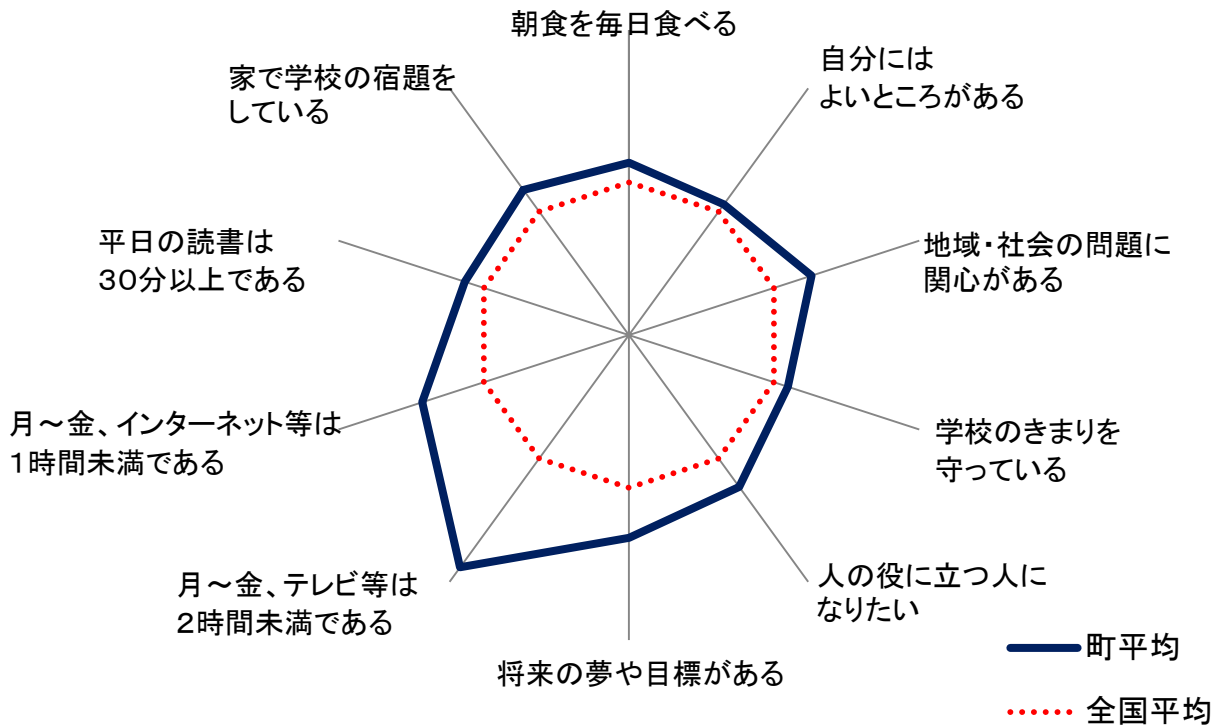 朝食を毎日食べる
自分には
よいところがある
地域・社会の問題に
関心がある
学校のきまりを
守っている
人の役に立つ人に
なりたい
将来の夢や目標がある
月～金、テレビ等は
２時間未満である
月～金、インターネット等は
１時間未満である
平日の読書は
３０分以上である
家で学校の宿題を
している
町平均
全国平均